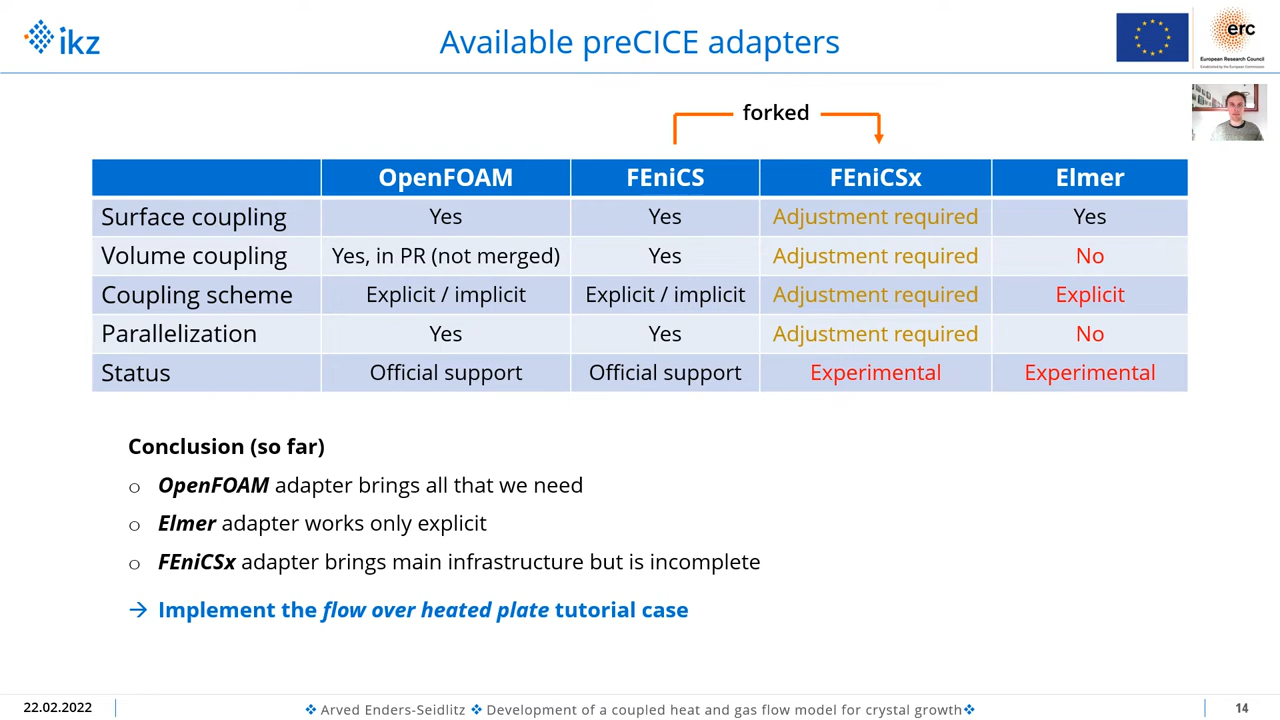 ikz
Available preCICE adapters
erc
European Research Council
forked
OpenFOAM FEniCS FEniCSx Elmer
Surface coupling Yes Yes Adjustment required Yes
Volume coupling Yes, in PR (not merged) Yes Adjustment required No
Coupling scheme Explicit / implicit Explicit / implicit Adjustment required Explicit
Parallelization Yes Yes Adjustment required No
Status Official support Official support Experimental Experimental
Conclusion (so far)
○ OpenFOAM adapter brings all that we need
○ Elmer adapter works only explicit
○ FEniCSx adapter brings main infrastructure but is incomplete
→ Implement the flow over heated plate tutorial case
22.02.2022
❖ Arved Enders-Seidlitz ❖ Development of a coupled heat and gas flow model for crystal growth❖
14